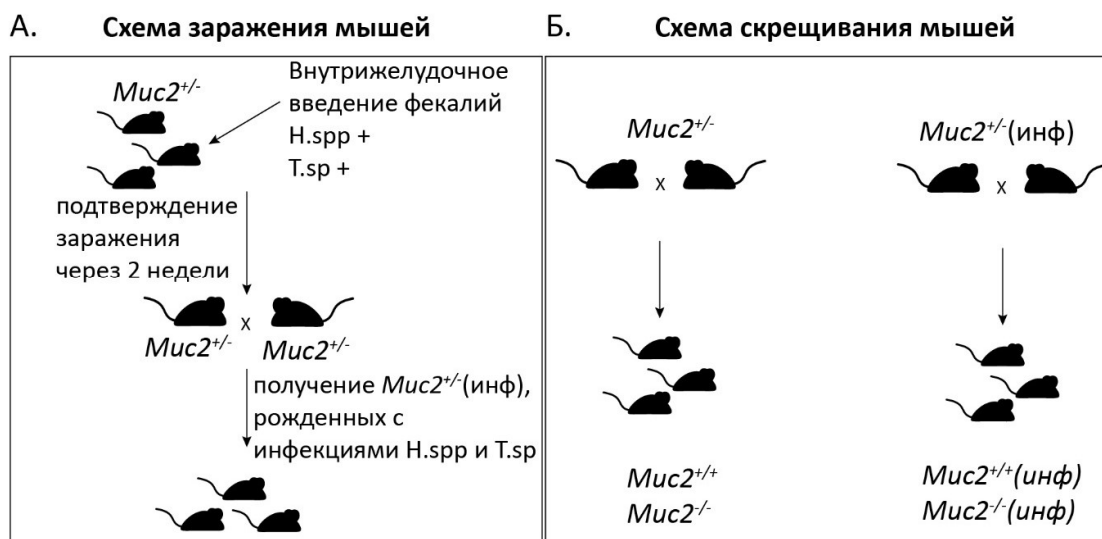 А. Схема заражения мышей
Muc2+/-
Внутрижелудочное
введение фекалий
H.spp +
T.sp +
подтверждение
заражения
через 2 недели
x
Muc2+/- Muc2+/-
получение Muc2+/-(инф),
рожденных с
инфекциями H.spp и T.sp
Б. Схема скрещивания мышей
Muc2+/- Muc2+/-(инф)
x x
Muc2+/+ Muc2+/+(инф)
Muc2-/- Muc2-/-(инф)